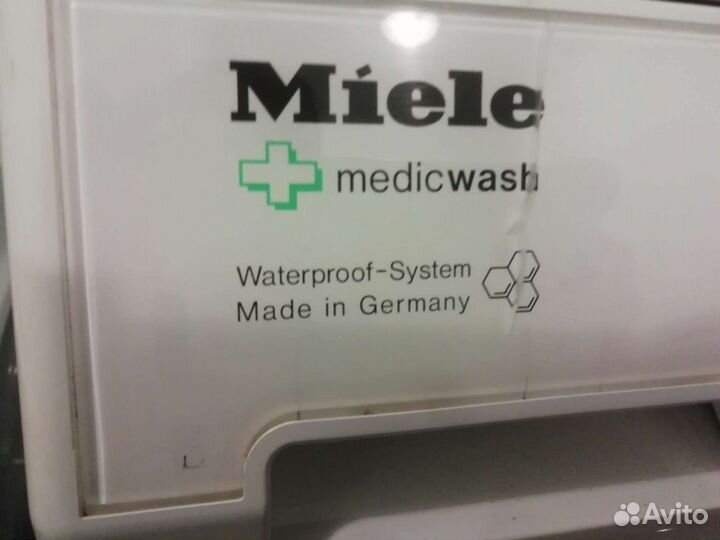 Miele
medicwash
Waterproof-System
Made in Germany
Avito